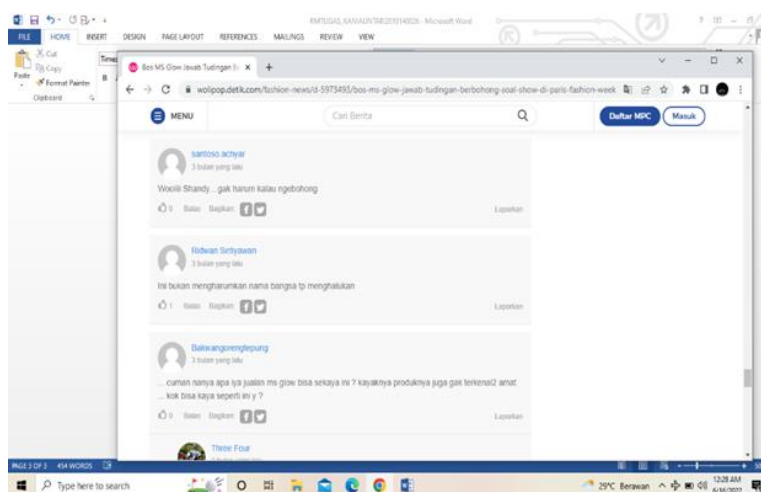 Microsoft Word
FILE HOME INSERT DESIGN PAGE LAYOUT REFERENCES MAILINGS REVIEW VIEW
Cut
Copy
Paste
Format Painter
Clipboard
Bos MS Glow Jawab Tudingan
wolipop.detik.com/fashion-news/d-5973493/bos-ms-glow-jawab-tudingan-berbohong-soal-show-di-paris-fashion-week
MENU
Cari Berita
Daftar MPC
Masuk
santoso.achyar
3 bulan yang lalu
Shandy... gak harum kalau ngebohong
0 Balas Bagikan:
Laporkan
Ridwan
3 bulan yang lalu
Ini bukan mengharumkan nama bangsa tp menghalukan
1 Balas Bagikan:
Laporkan
Bakwangorengtepung
3 bulan yang lalu
... cuman nanya apa iya jualan ms glow bisa sekaya ini ? kayaknya produknya juga gak terkenal2 amat
... kok bisa kaya seperti ini y ?
0 Balas Bagikan:
Laporkan
Three Four
PAGE 3 OF 3 454 WORDS
Type here to search
29°C Berawan
12:28 AM
6/16/2022